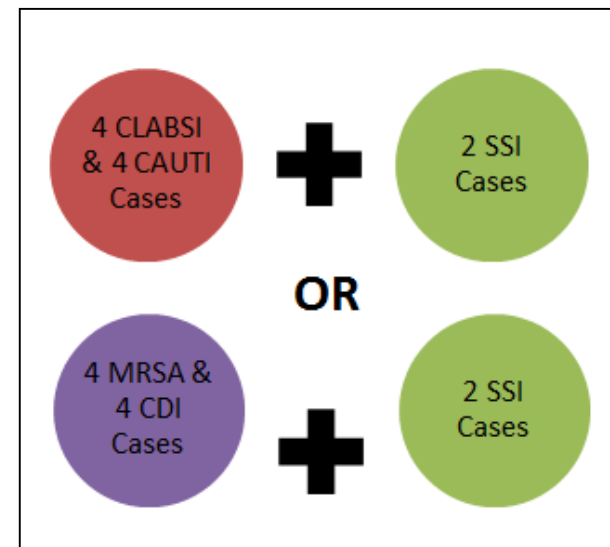 4 CLABSI
& 4 CAUTI
Cases
2 SSI
Cases
OR
4 MRSA &
4 CDI
Cases
2 SSI
Cases